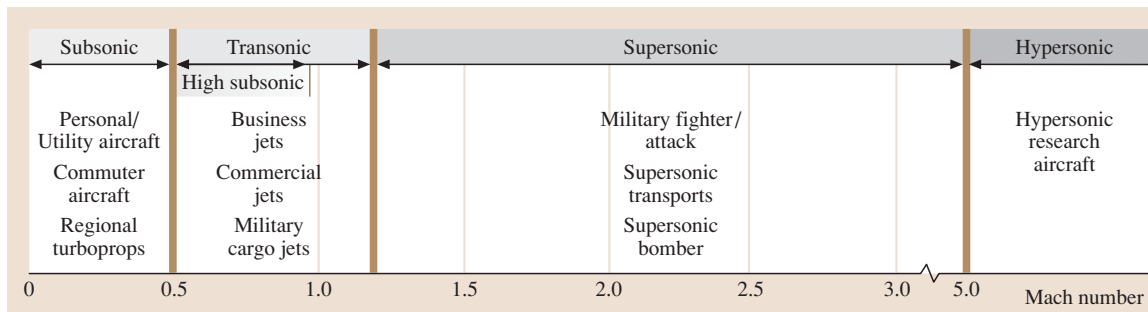 Subsonic
Transonic
Supersonic
Hypersonic
High subsonic
Personal/
Utility aircraft
Commuter
aircraft
Regional
turboprops
Business
jets
Commercial
jets
Military
cargo jets
Military fighter/
attack
Supersonic
transports
Supersonic
bomber
Hypersonic
research
aircraft
0
0.5
1.0
1.5
2.0
2.5
3.0
5.0
Mach number